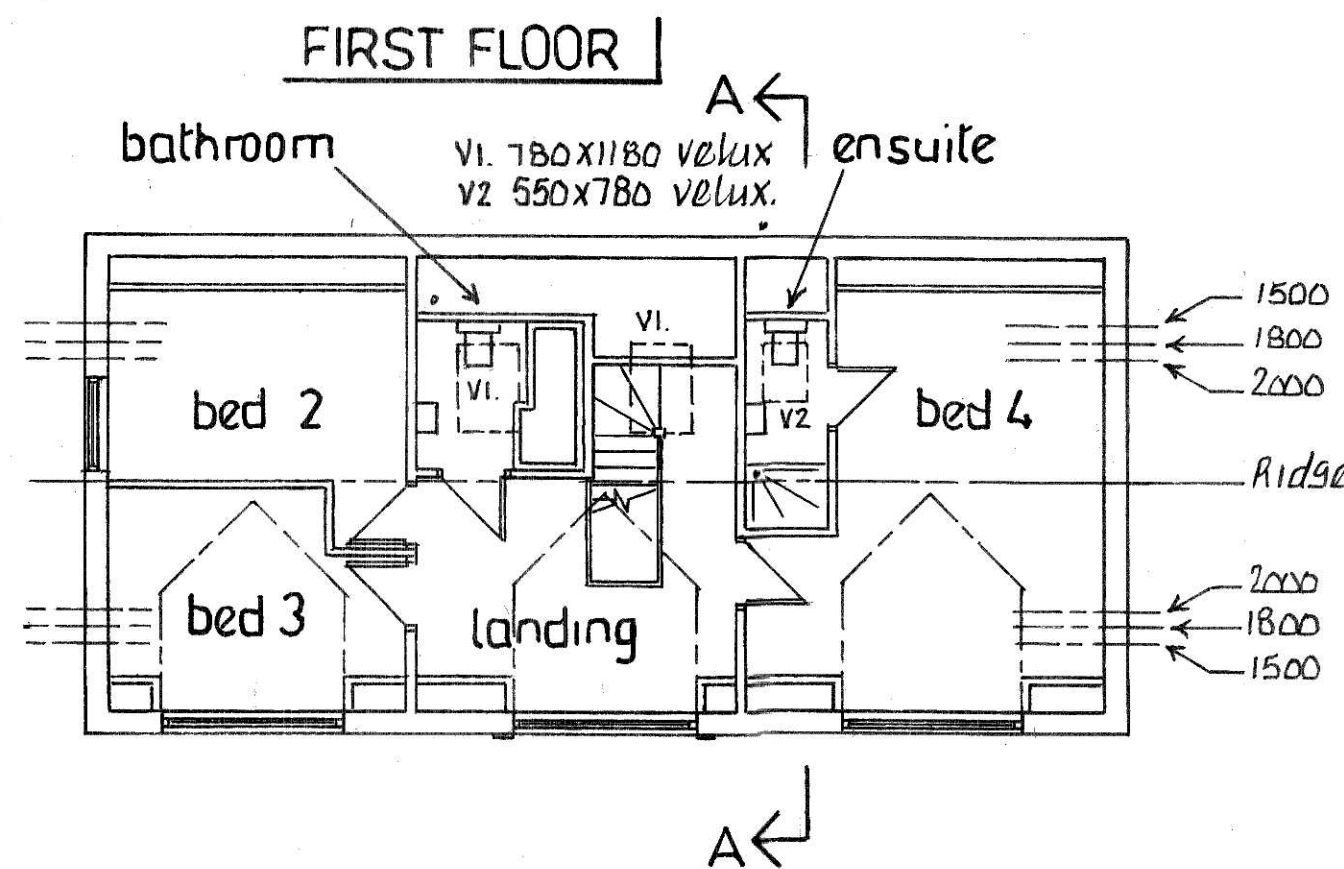 FIRST FLOOR
A
bathroom
V1. 780X1180 Velux
V2 550X780 Velux.
ensuite
V1.
V1.
V2
bed 2
bed 4
1500
1800
2000
Ridge
bed 3
landing
2000
1800
1500
A